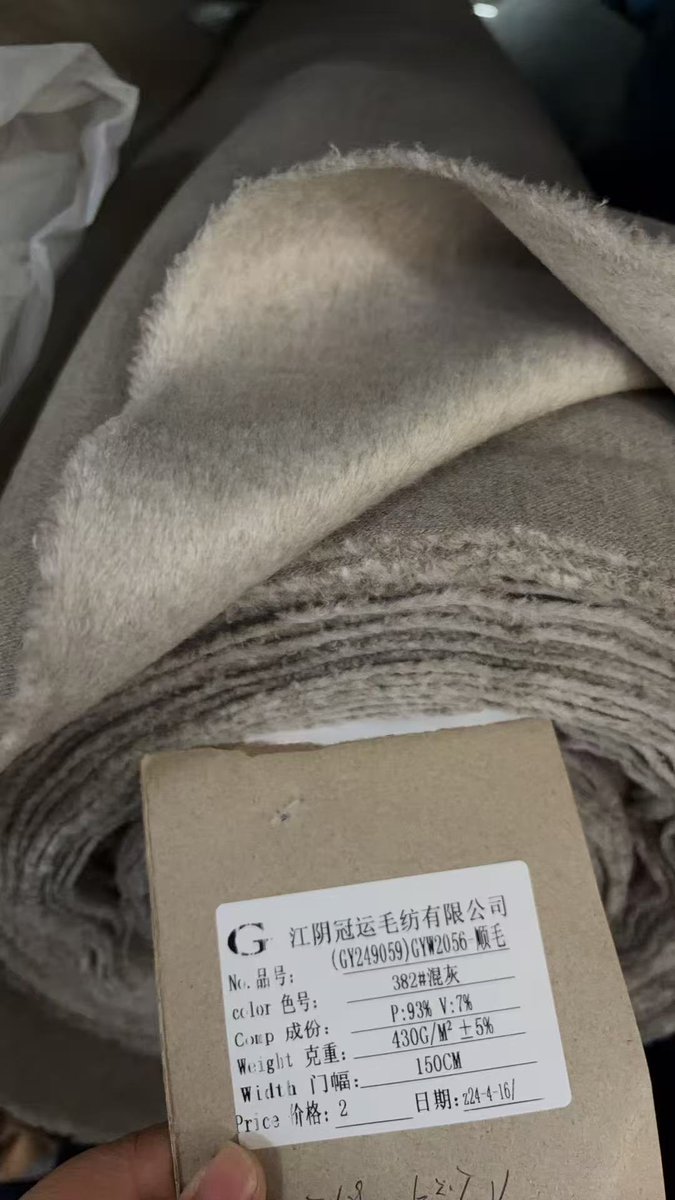 G 江阴冠运毛纺有限公司
No.品号: (GY249059)GYW2056-顺毛
color 色号: 382#混灰
Comp 成份: P:93% V:7%
Weight 克重: 430G/M² ±5%
Width 门幅: 150CM
Price 价格: 2 日期: z24-4-16/